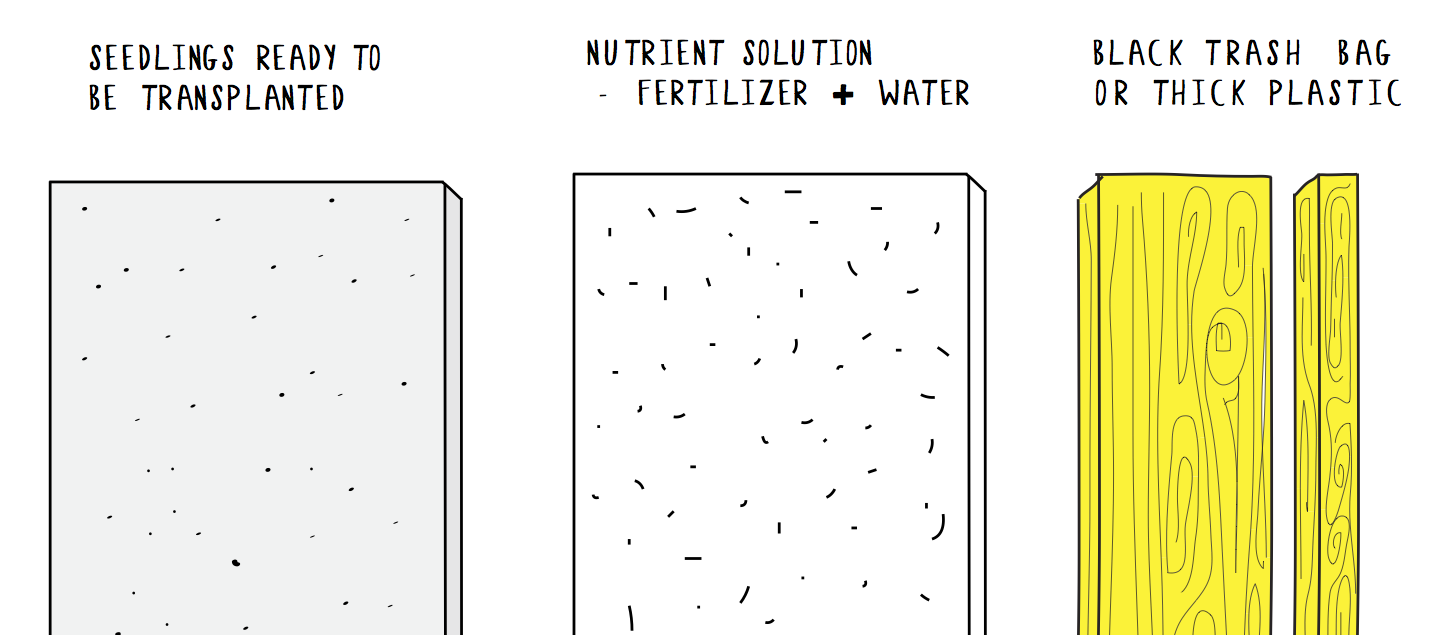 SEEDLINGS READY TO
BE TRANSPLANTED
NUTRIENT SOLUTION
- FERTILIZER + WATER
BLACK TRASH BAG
OR THICK PLASTIC